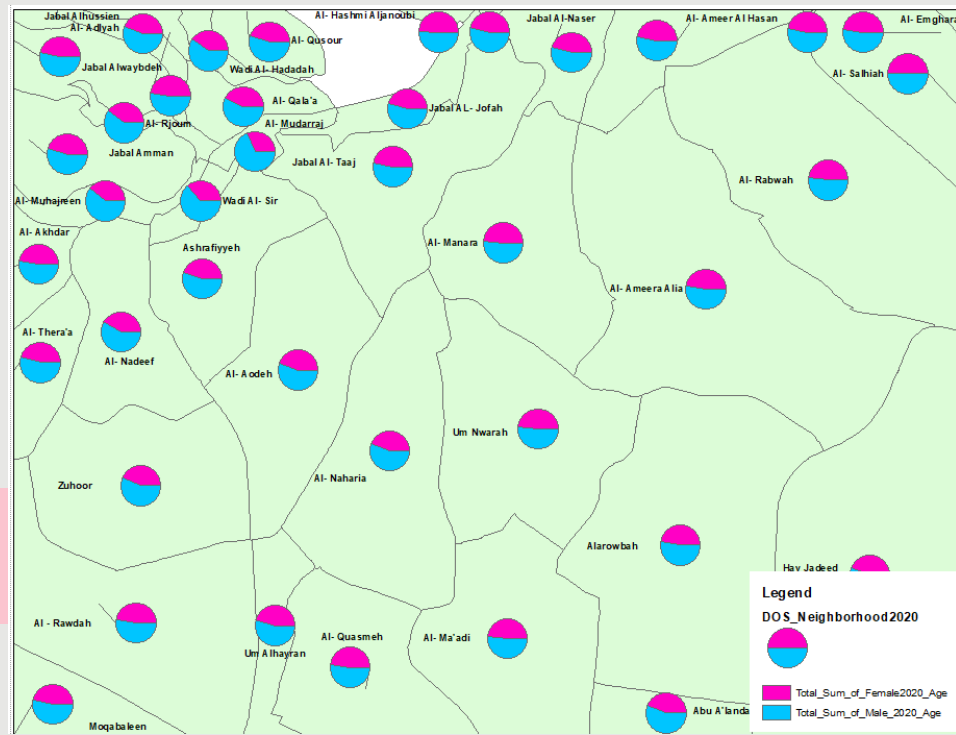 Jabal Alhussien
Al- Adlyah
Al- Hashmi Aljanoubi
Jabal Al-Naser
Al- Ameer Al Hasan
Al- Emghara
Al- Qusour
Jabal Alwaybdeh
Wadi Al- Hadadah
Al- Salhiah
Al- Qala'a
Jabal AL- Jofah
Al- Rjoum
Al- Mudarraj
Jabal Amman
Jabal Al- Taaj
Al- Rabwah
Al- Muhajreen
Wadi Al- Sir
Al- Akhdar
Ashrafiyyeh
Al- Manara
Al- Ameera Alia
Al- Thera'a
Al- Nadeef
Al- Aodeh
Um Nwarah
Zuhoor
Al- Naharia
Alarowbah
Hay Jadeed
Al - Rawdah
Um Alhayran
Al- Quasmeh
Al- Ma'adi
Moqabaleen
Abu A'landa
Legend
DOS_Neighborhood2020
Total_Sum_of_Female2020_Age
Total_Sum_of_Male_2020_Age